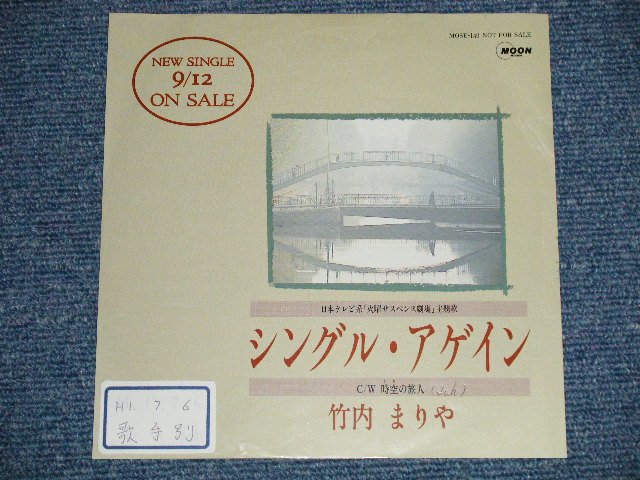 MOSE-141 NOT FOR SALE
MOON
NEW SINGLE
9/12
ON SALE
日本テレビ系「火曜サスペンス劇場」主題歌
シングル・アゲイン
C/W 時空の旅人
竹内 まりや
H1. 7. 6
歌手別